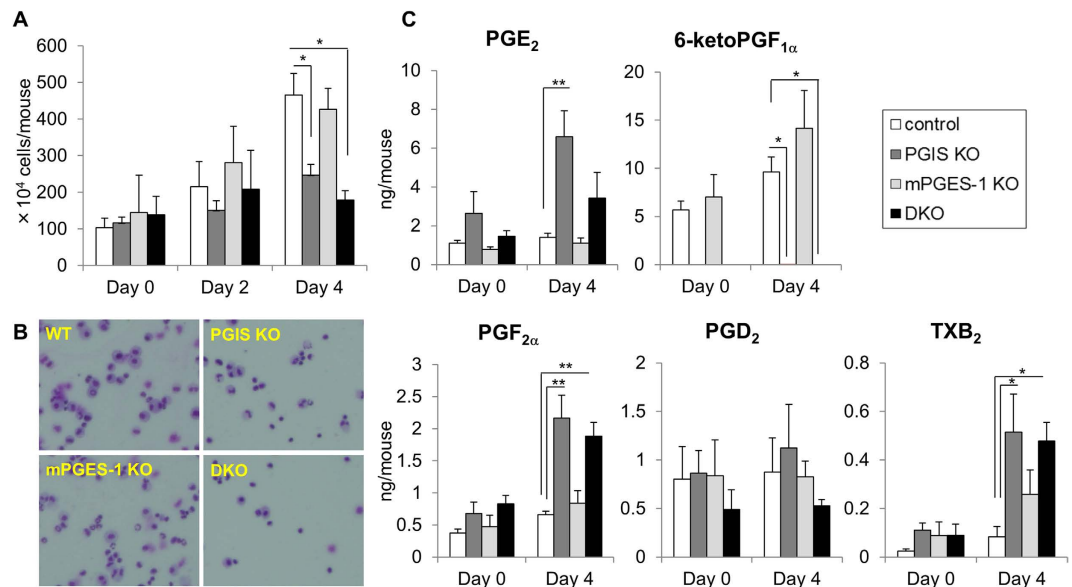 A
600
500
400
300
200
100
0
× 10⁴ cells/mouse
*
*
Day 0
Day 2
Day 4
B
WT
PGIS KO
mPGES-1 KO
DKO
C
PGE₂
10
8
6
4
2
0
ng/mouse
**
Day 0
Day 4
6-ketoPGF₁α
20
15
10
5
0
*
*
Day 0
Day 4
control
PGIS KO
mPGES-1 KO
DKO
PGF₂α
3
2.5
2
1.5
1
0.5
0
ng/mouse
**
**
Day 0
Day 4
PGD₂
2
1.5
1
0.5
0
Day 0
Day 4
TXB₂
0.8
0.6
0.4
0.2
0
*
*
Day 0
Day 4